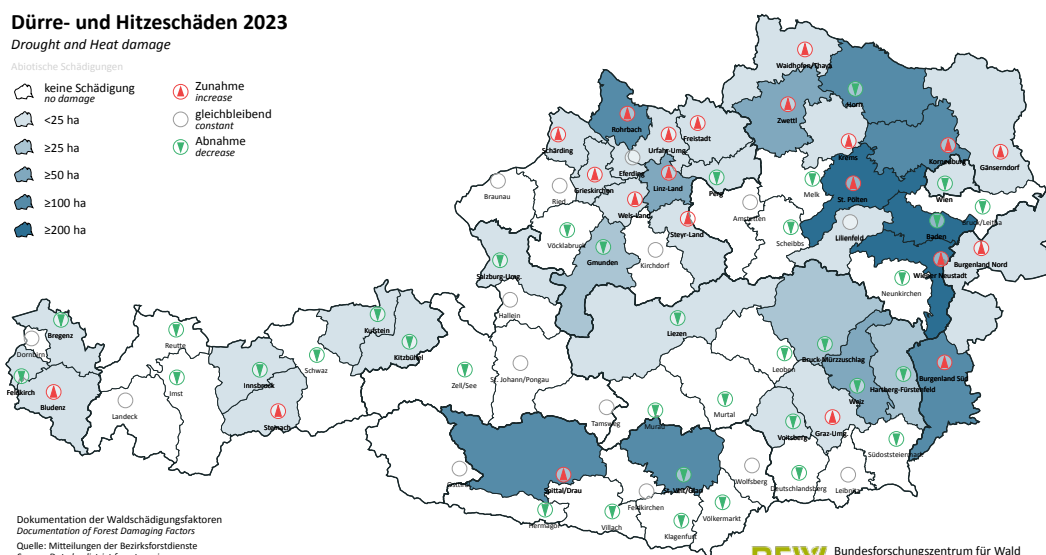 Dürre- und Hitzeschäden 2023
Drought and Heat damage
Abiotische Schädigungen
keine Schädigung
no damage
<25 ha
≥25 ha
≥50 ha
≥100 ha
≥200 ha
Zunahme
increase
gleichbleibend
constant
Abnahme
decrease
Waidhofen/Thaya
Horn
Zwettl
Rohrbach
Freistadt
Urfahr-Umg.
Schärding
Krems
Korneuburg
Gänserndorf
Eferding
Grieskirchen
Linz-Land
Perg
Melk
St. Pölten
Wien
Braunau
Ried
Wels-Land
Amstetten
Bruck/Leitha
Steyr-Land
Scheibbs
Lilienfeld
Baden
Vöcklabruck
Gmunden
Kirchdorf
Burgenland Nord
Wiener Neustadt
Salzburg-Umg.
Neunkirchen
Hallein
Bregenz
Kufstein
Liezen
Dornbirn
Reutte
Kitzbühel
Schwaz
Bruck-Mürzzuschlag
Leoben
St. Johann/Pongau
Zell/See
Burgenland Süd
Feldkirch
Innsbruck
Imst
Hartberg-Fürstenfeld
Weiz
Bludenz
Landeck
Steinach
Tamsweg
Murau
Murtal
Voitsberg
Graz-Umg.
Südoststeiermark
Spittal/Drau
St. Veit/Glan
Wolfsberg
Deutschlandsberg
Leibnitz
Feldkirchen
Hermagor
Villach
Klagenfurt
Völkermarkt
Dokumentation der Waldschädigungsfaktoren
Documentation of Forest Damaging Factors
Quelle: Mitteilungen der Bezirksforstdienste
Bundesforschungszentrum für Wald